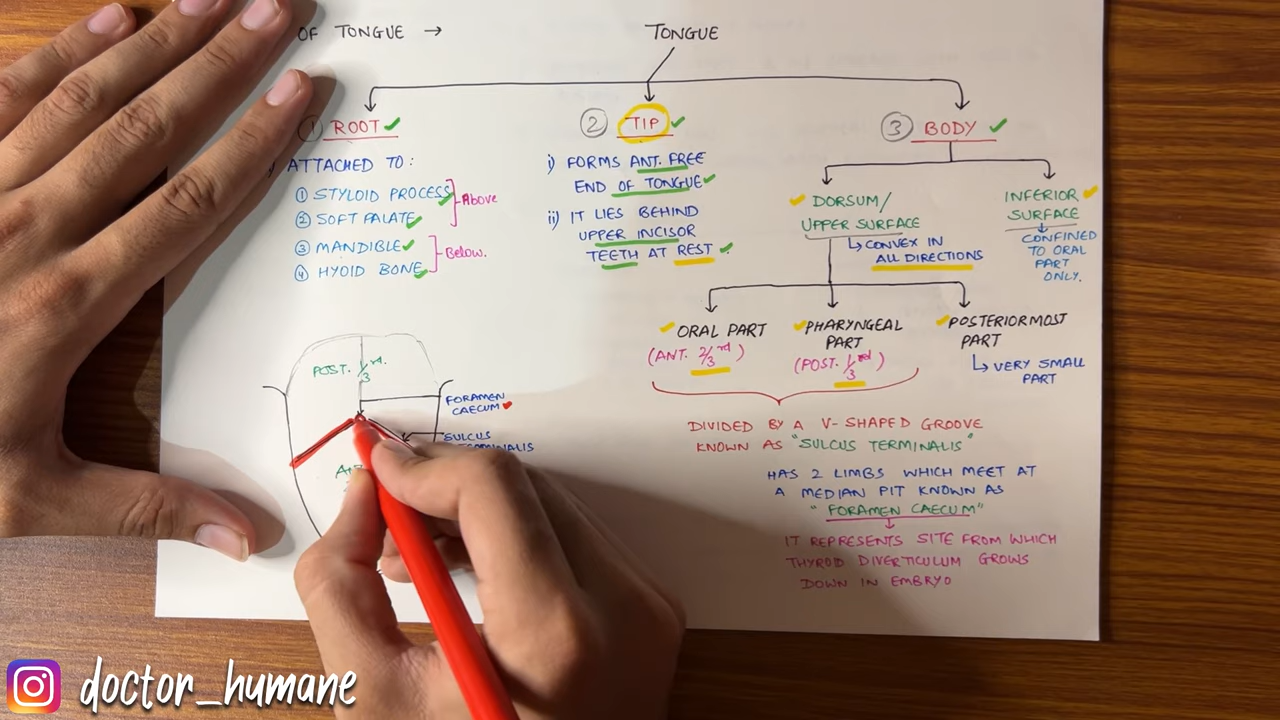 OF TONGUE →
TONGUE
① ROOT ✓
ATTACHED TO:
① STYLOID PROCESS ✓
② SOFT PALATE ✓
Above
③ MANDIBLE ✓
④ HYOID BONE ✓
Below.
② TIP ✓
i) FORMS ANT. FREE
END OF TONGUE ✓
ii) IT LIES BEHIND
UPPER INCISOR
TEETH AT REST ✓
③ BODY ✓
DORSUM/
UPPER SURFACE
CONVEX IN
ALL DIRECTIONS
INFERIOR
SURFACE
CONFINED
TO ORAL
PART
ONLY.
ORAL PART
(ANT. 2/3rd)
PHARYNGEAL
PART
(POST. 1/3rd)
POSTERIORMOST
PART
VERY SMALL
PART
DIVIDED BY A V-SHAPED GROOVE
KNOWN AS "SULCUS TERMINALIS"
HAS 2 LIMBS WHICH MEET AT
A MEDIAN PIT KNOWN AS
"FORAMEN CAECUM"
IT REPRESENTS SITE FROM WHICH
THYROID DIVERTICULUM GROWS
DOWN IN EMBRYO
POST. 1/3rd.
FORAMEN
CAECUM
SULCUS
TERMINALIS
doctor_humane